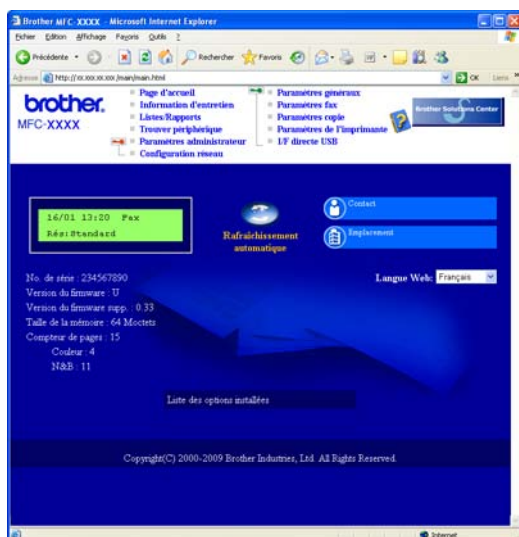 Brother MFC-XXXX - Microsoft Internet Explorer
Fichier Edition Affichage Favoris Outils ?
Précédente Rechercher Favoris
Adresse http://xx.xxx.xx.xxx/main/main.html OK Liens
brother.
MFC-XXXX
Page d'accueil
Information d'entretien
Listes/Rapports
Trouver périphérique
Paramètres administrateur
Configuration réseau
Paramètres généraux
Paramètres fax
Paramètres copie
Paramètres de l'imprimante
I/F directe USB
Brother Solutions Center
16/01 13:20 Fax
Rés:Standard
Rafraîchissement
automatique
Contact
Emplacement
No. de série : 234567890
Langue Web: Français
Version du firmware : U
Version du firmware supp. : 0.33
Taille de la mémoire : 64 Moctets
Compteur de pages : 15
Couleur : 4
N&B : 11
Liste des options installées
Copyright(C) 2000-2009 Brother Industries, Ltd. All Rights Reserved.
Internet